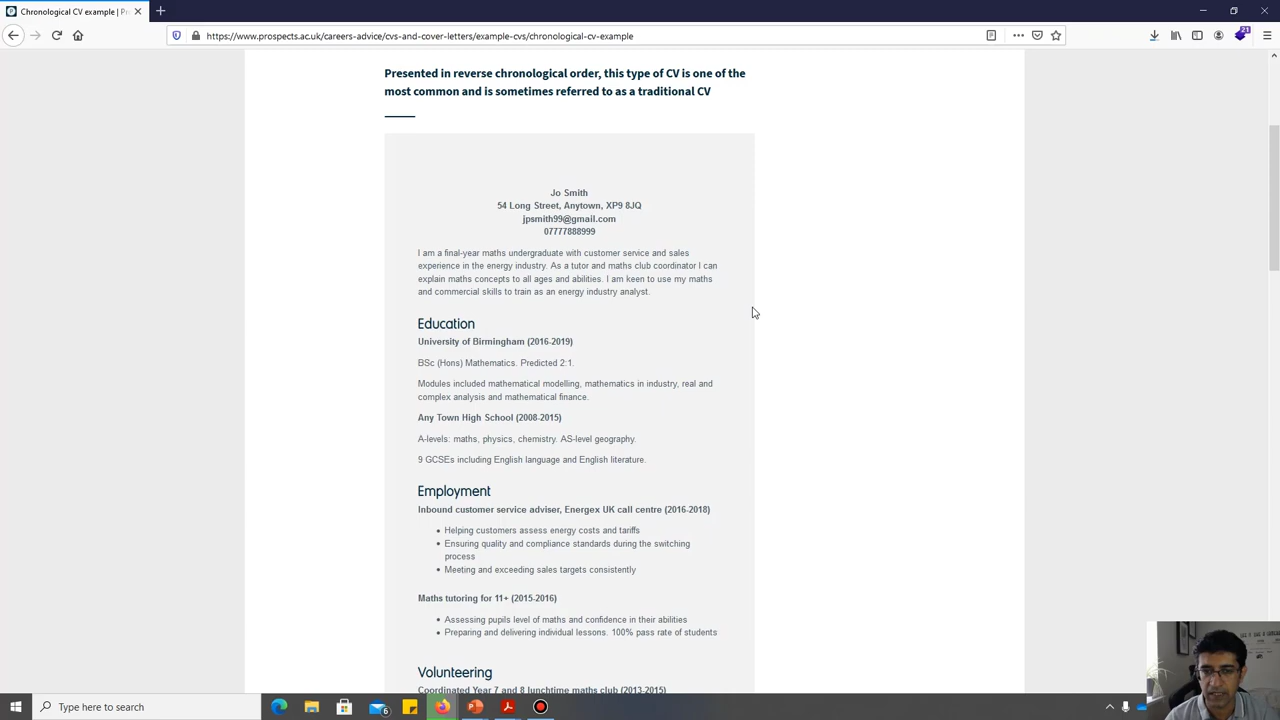 Chronological CV example | Pr
https://www.prospects.ac.uk/careers-advice/cvs-and-cover-letters/example-cvs/chronological-cv-example
21
Presented in reverse chronological order, this type of CV is one of the
most common and is sometimes referred to as a traditional CV
Jo Smith
54 Long Street, Anytown, XP9 8JQ
jpsmith99@gmail.com
07777888999
I am a final-year maths undergraduate with customer service and sales
experience in the energy industry. As a tutor and maths club coordinator I can
explain maths concepts to all ages and abilities. I am keen to use my maths
and commercial skills to train as an energy industry analyst.
Education
University of Birmingham (2016-2019)
BSc (Hons) Mathematics. Predicted 2:1.
Modules included mathematical modelling, mathematics in industry, real and
complex analysis and mathematical finance.
Any Town High School (2008-2015)
A-levels: maths, physics, chemistry. AS-level geography.
9 GCSEs including English language and English literature.
Employment
Inbound customer service adviser, Energex UK call centre (2016-2018)
• Helping customers assess energy costs and tariffs
• Ensuring quality and compliance standards during the switching
process
• Meeting and exceeding sales targets consistently
Maths tutoring for 11+ (2015-2016)
• Assessing pupils level of maths and confidence in their abilities
• Preparing and delivering individual lessons. 100% pass rate of students
Volunteering
Coordinated Year 7 and 8 lunchtime maths club (2013-2015)
Type here to search
6